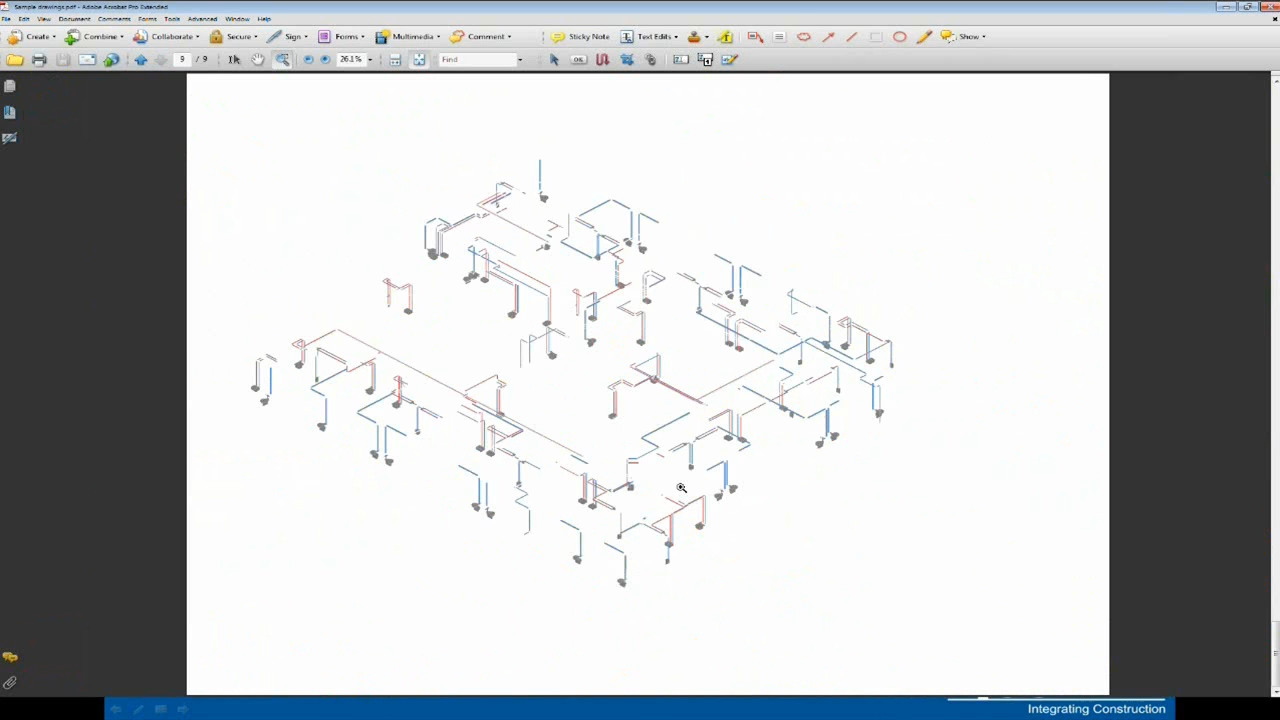 Sample drawings.pdf - Adobe Acrobat Pro Extended
File Edit View Document Comments Forms Tools Advanced Window Help
Create Combine Collaborate Secure Sign Forms Multimedia Comment Sticky Note Text Edits Show
9 / 9 26.1% Find OK
Integrating Construction